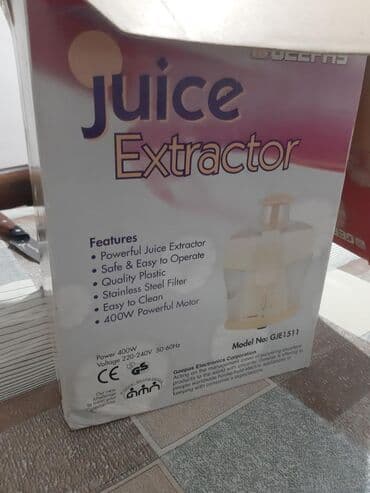 GEEPAS
juice
Extractor
Features
• Powerful Juice Extractor
• Safe & Easy to Operate
• Quality Plastic
• Stainless Steel Filter
• Easy to Clean
• 400W Powerful Motor
Model No: GJE1511
Power 400W
Voltage 220-240V 50-60Hz
CE GS
Geepas Electronics Corporation